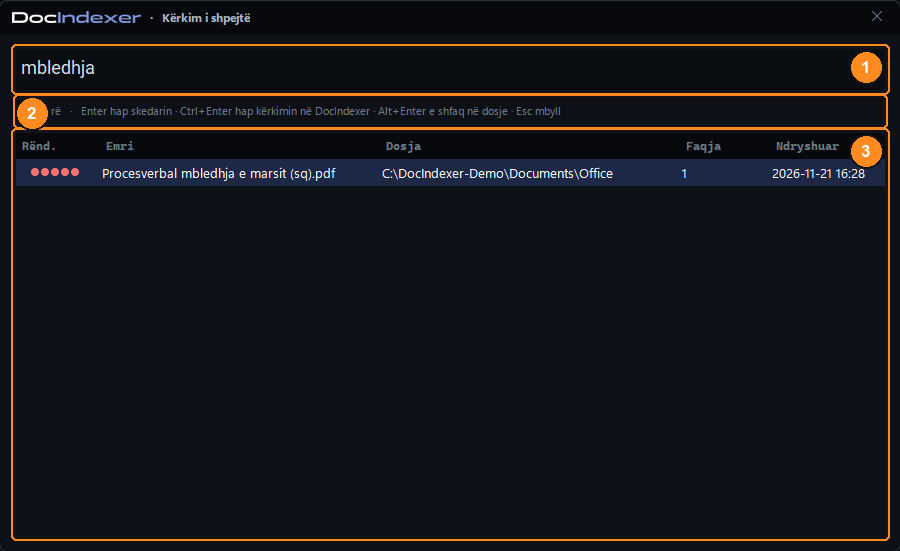 DocIndexer · Kërkim i shpejtë
mbledhja
1
2
rë · Enter hap skedarin · Ctrl+Enter hap kërkimin në DocIndexer · Alt+Enter e shfaq në dosje · Esc mbyll
Rënd. Emri Dosja Faqja Ndryshuar
3
Procesverbal mbledhja e marsit (sq).pdf C:\DocIndexer-Demo\Documents\Office 1 2026-11-21 16:28